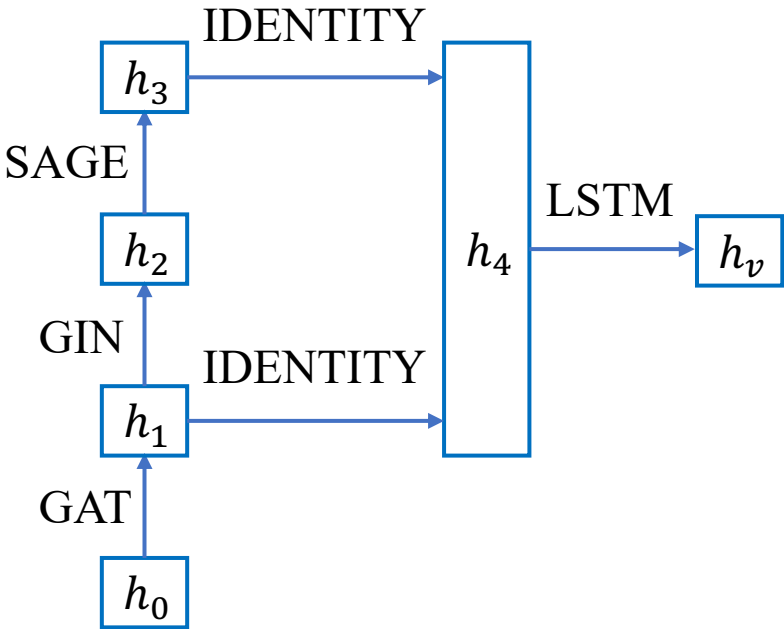 IDENTITY
h₃
SAGE
LSTM
h₂
h₄
hᵥ
GIN
IDENTITY
h₁
GAT
h₀